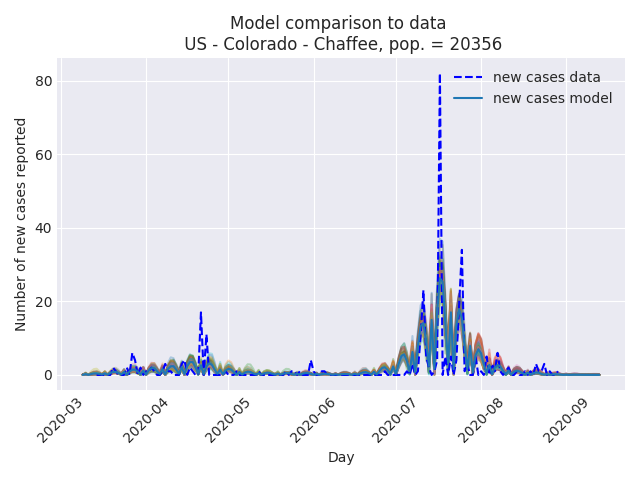 Model comparison to data
US - Colorado - Chaffee, pop. = 20356
new cases data
new cases model
Number of new cases reported
80
60
40
20
0
2020-03
2020-04
2020-05
2020-06
2020-07
2020-08
2020-09
Day